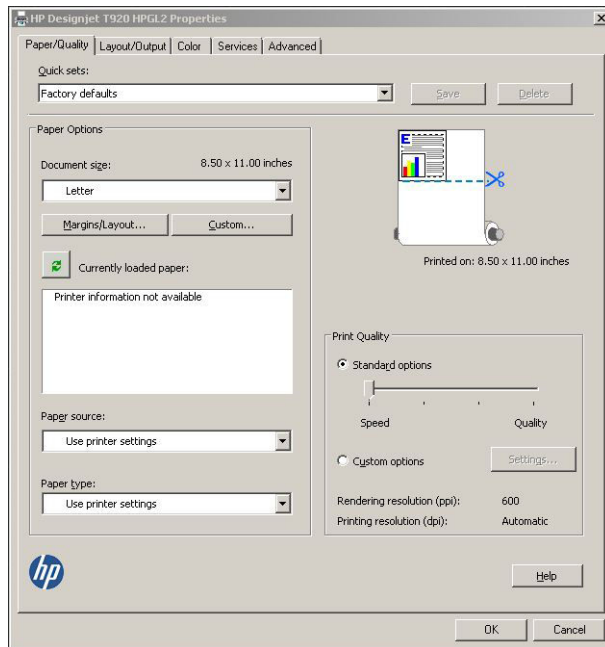 HP Designjet T920 HPGL2 Properties
Paper/Quality Layout/Output Color Services Advanced
Quick sets:
Factory defaults
Save
Delete
Paper Options
Document size:
8.50 x 11.00 inches
Letter
Margins/Layout...
Custom...
Currently loaded paper:
Printer information not available
Paper source:
Use printer settings
Paper type:
Use printer settings
E
Printed on: 8.50 x 11.00 inches
Print Quality
Standard options
Speed
Quality
Custom options
Settings...
Rendering resolution (ppi): 600
Printing resolution (dpi): Automatic
hp
Help
OK
Cancel